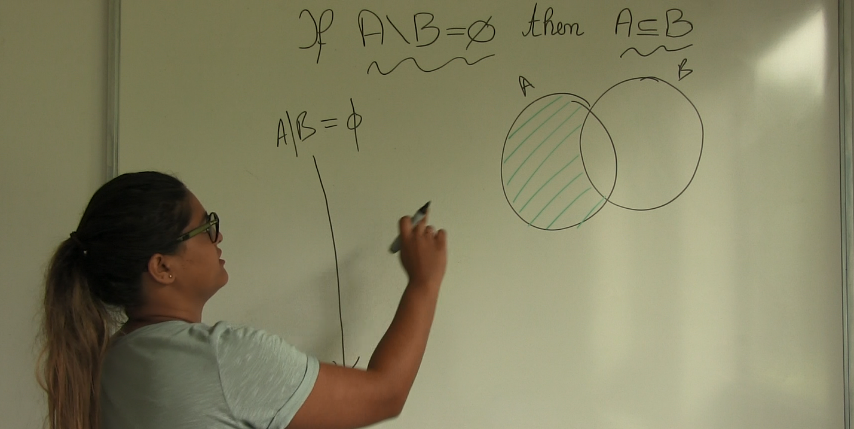 If A\B=∅ then A⊆B
A B
A\B = ϕ